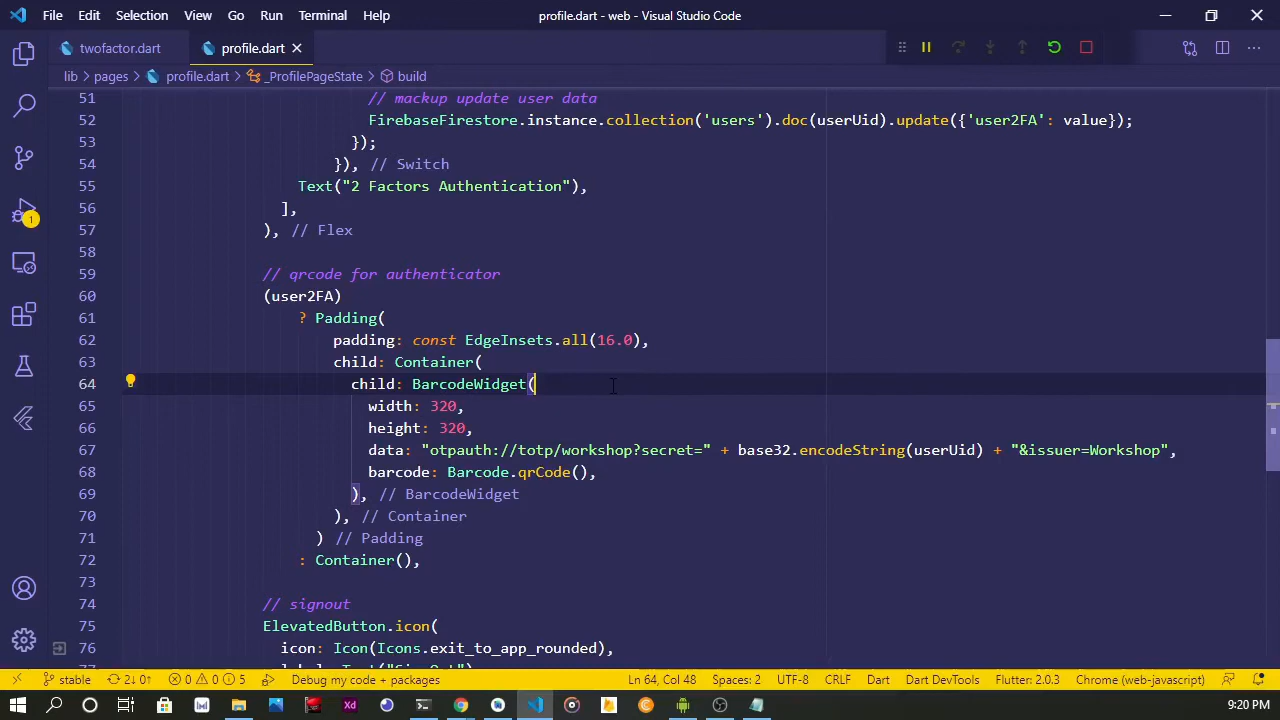 File Edit Selection View Go Run Terminal Help profile.dart - web - Visual Studio Code
twofactor.dart profile.dart
lib > pages > profile.dart > _ProfilePageState > build
51 // mackup update user data
52 FirebaseFirestore.instance.collection('users').doc(userUid).update({'user2FA': value});
53 });
54 }), // Switch
55 Text("2 Factors Authentication"),
56 ],
57 ), // Flex
58
59 // qrcode for authenticator
60 (user2FA)
61 ? Padding(
62 padding: const EdgeInsets.all(16.0),
63 child: Container(
64 child: BarcodeWidget(
65 width: 320,
66 height: 320,
67 data: "otpauth://totp/workshop?secret=" + base32.encodeString(userUid) + "&issuer=Workshop",
68 barcode: Barcode.qrCode(),
69 ), // BarcodeWidget
70 ), // Container
71 ) // Padding
72 : Container(),
73
74 // signout
75 ElevatedButton.icon(
76 icon: Icon(Icons.exit_to_app_rounded),
1
stable 2↓ 0↑ 0 0 5 Debug my code + packages Ln 64, Col 48 Spaces: 2 UTF-8 CRLF Dart Dart DevTools Flutter: 2.0.3 Chrome (web-javascript)
Xd 9:20 PM